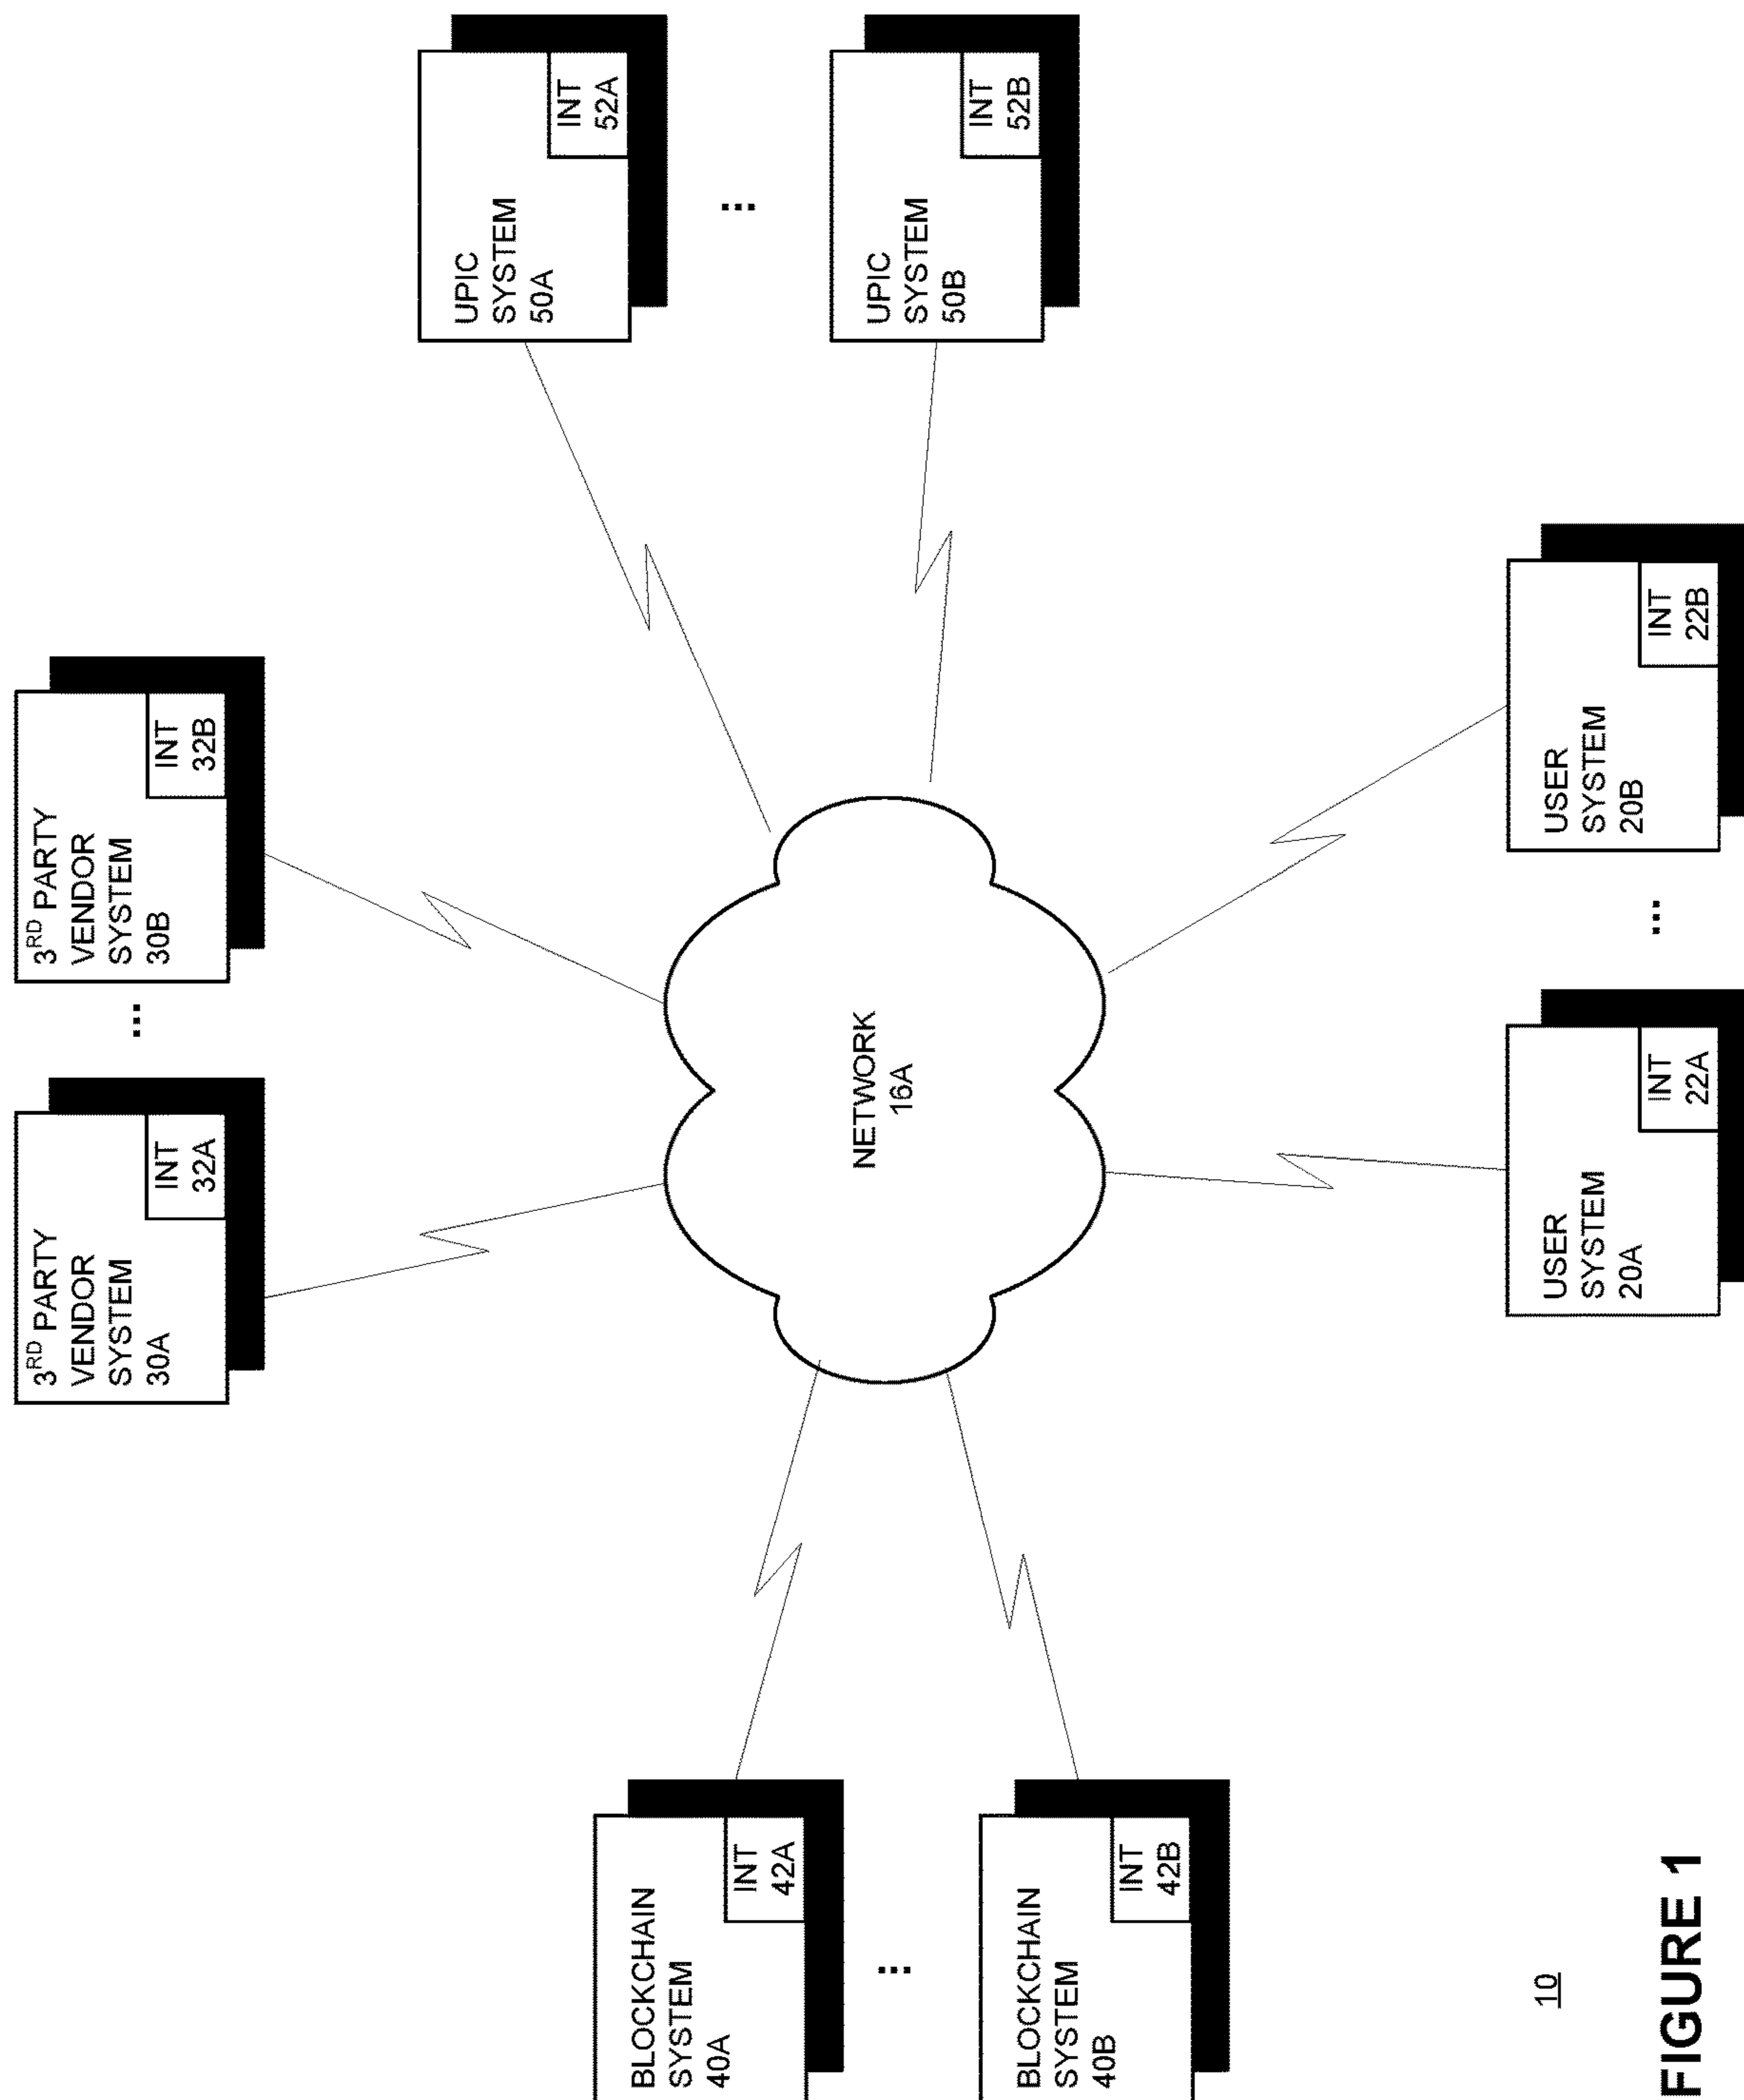 3RD PARTY
VENDOR
SYSTEM
30A
INT
32A
...
3RD PARTY
VENDOR
SYSTEM
30B
INT
32B
UPIC
SYSTEM
50A
INT
52A
...
UPIC
SYSTEM
50B
INT
52B
BLOCKCHAIN
SYSTEM
40A
INT
42A
...
BLOCKCHAIN
SYSTEM
40B
INT
42B
NETWORK
16A
USER
SYSTEM
20A
INT
22A
...
USER
SYSTEM
20B
INT
22B
10
FIGURE 1